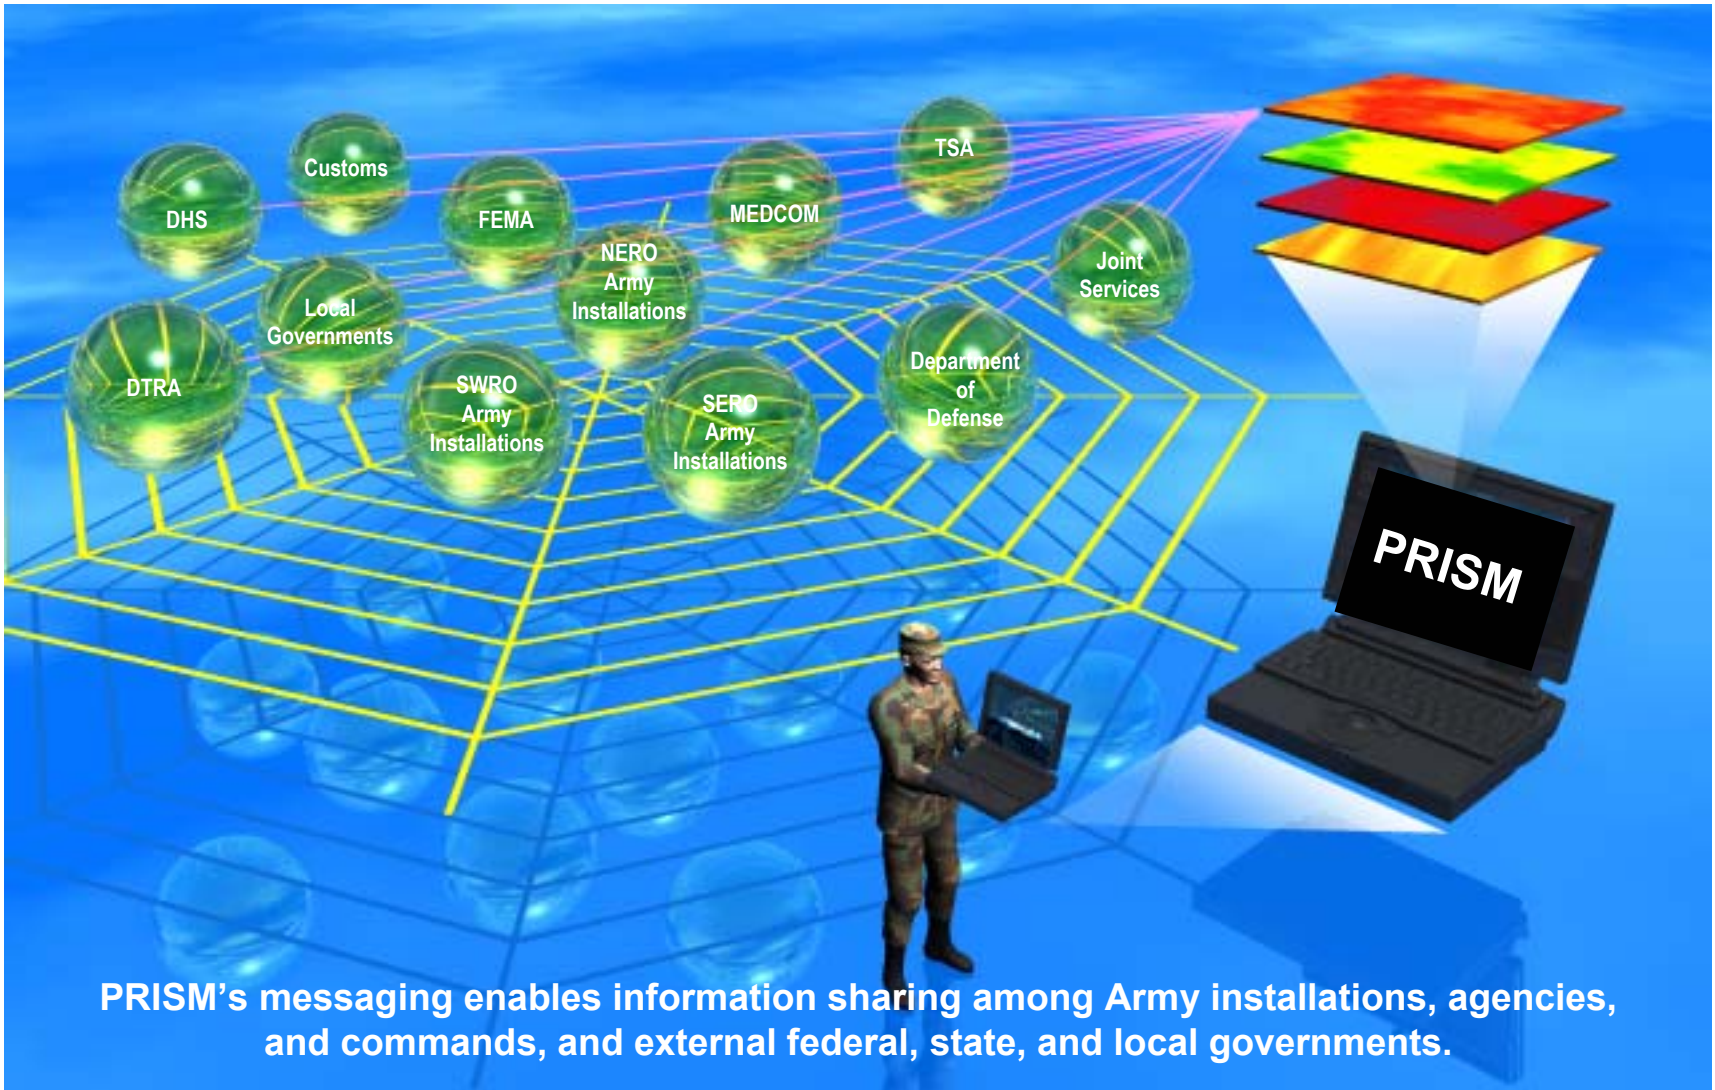 Customs
TSA
DHS
FEMA
MEDCOM
NERO
Army
Installations
Joint
Services
Local
Governments
DTRA
SWRO
Army
Installations
SERO
Army
Installations
Department
of
Defense
PRISM
PRISM’s messaging enables information sharing among Army installations, agencies,
and commands, and external federal, state, and local governments.